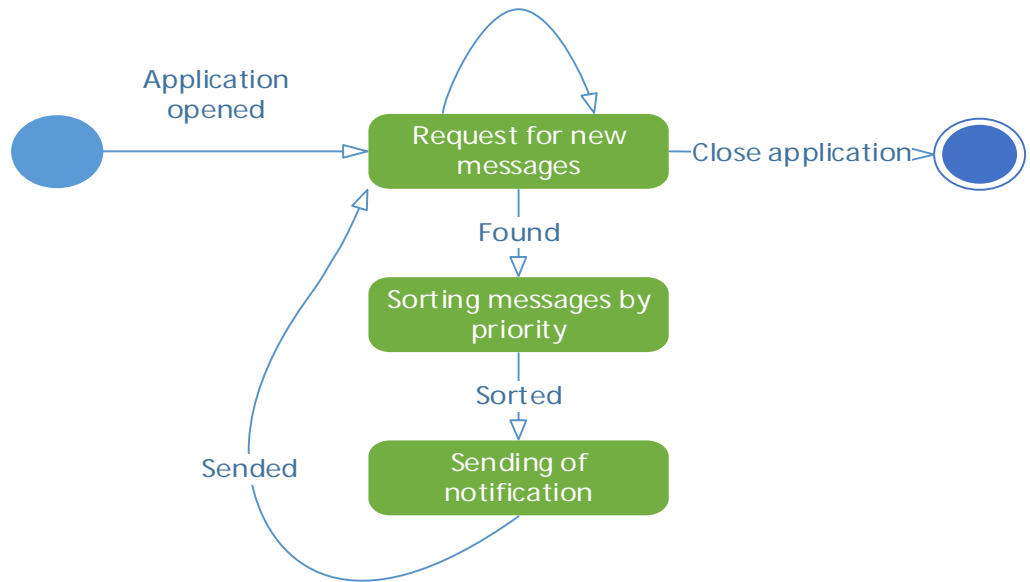 Application
opened
Request for new
messages
Close application
Found
Sorting messages by
priority
Sorted
Sended
Sending of
notification